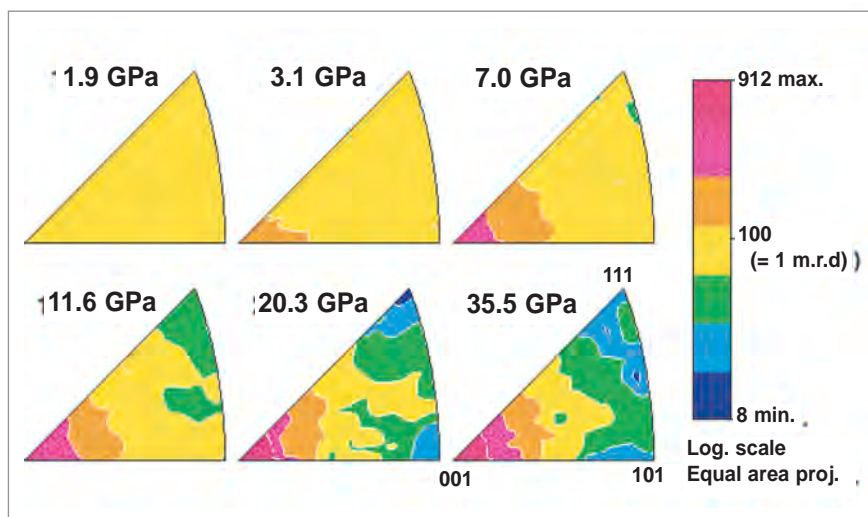 1.9 GPa
3.1 GPa
7.0 GPa
912 max.
100
(= 1 m.r.d)
)
11.6 GPa
20.3 GPa
35.5 GPa
111
8 min.
001
101
Log. scale
Equal area proj.